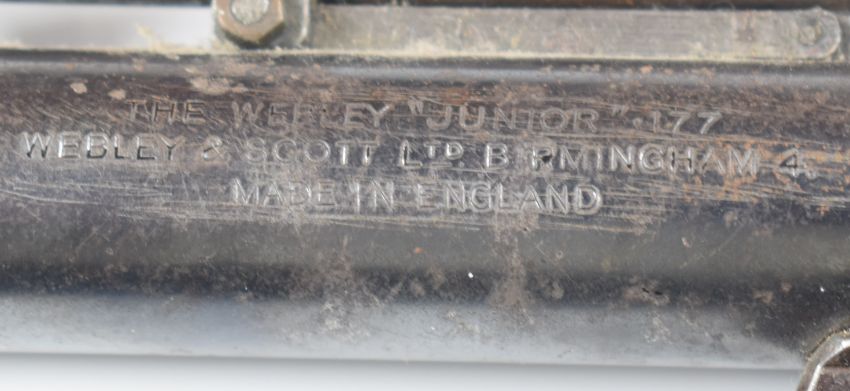 THE WEBLEY "JUNIOR" .177
WEBLEY & SCOTT LTD BIRMINGHAM 4.
MADE IN ENGLAND